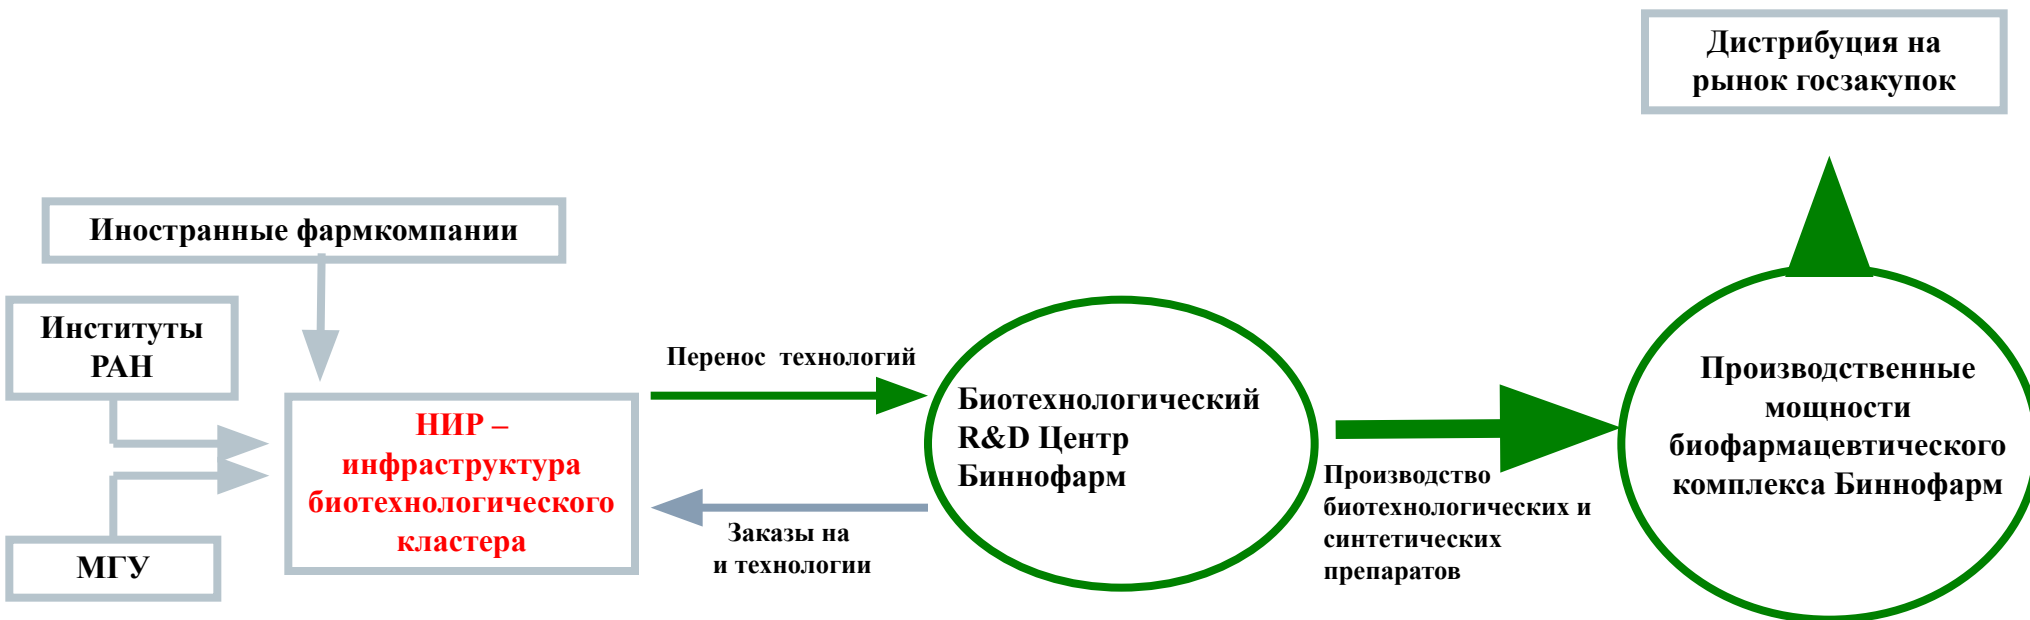 Дистрибуция на
рынок госзакупок
Иностранные фармкомпании
Институты
РАН
МГУ
НИР –
инфраструктура
биотехнологического
кластера
Перенос технологий
Заказы на
и технологии
Биотехнологический
R&D Центр
Биннофарм
Производство
биотехнологических и
синтетических
препаратов
Производственные
мощности
биофармацевтического
комплекса Биннофарм